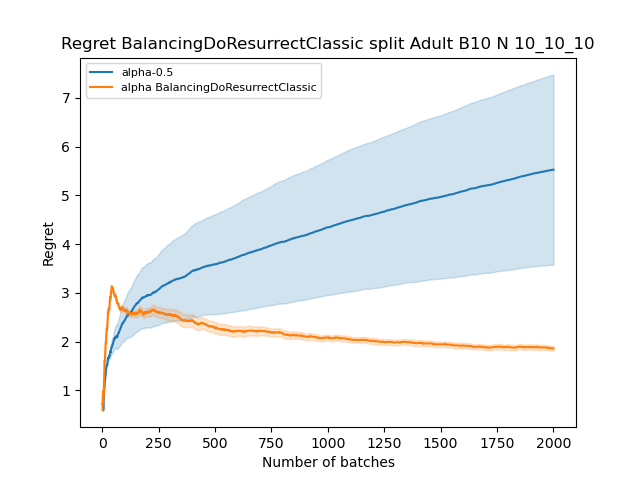 Regret BalancingDoResurrectClassic split Adult B10 N 10_10_10
alpha-0.5
alpha BalancingDoResurrectClassic
Regret
7
6
5
4
3
2
1
0 250 500 750 1000 1250 1500 1750 2000
Number of batches